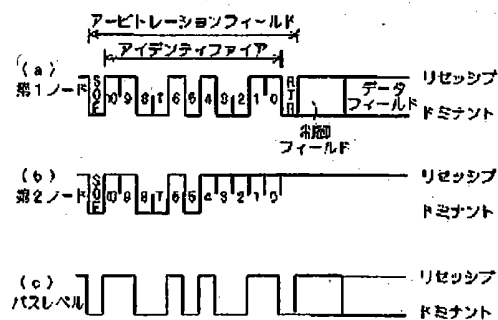 アービトレーションフィールド
アイデンティファイア
(a)
第1ノード
SOF
10 9 8 7 6 5 4 3 2 1 0
RTR
データ
フィールド
制御
フィールド
リセッシブ
ドミナント
(b)
第2ノード
SOF
10 9 8 7 6 5 4 3 2 1 0
リセッシブ
ドミナント
(c)
バスレベル
リセッシブ
ドミナント